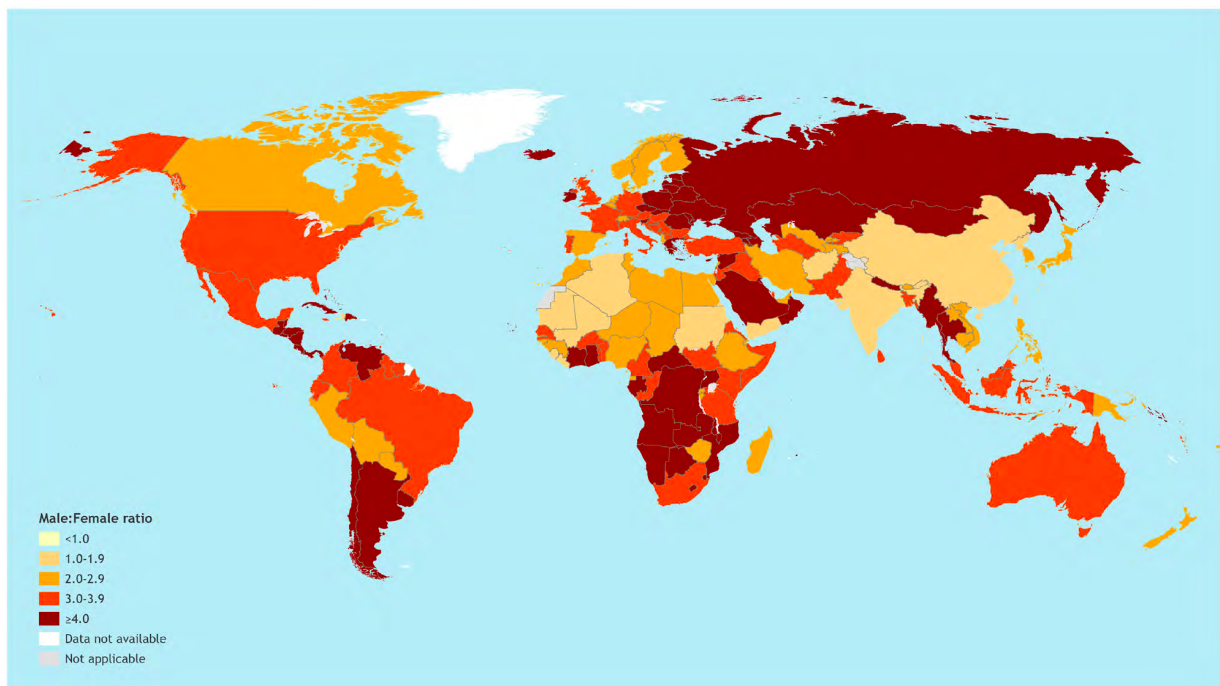 Male:Female ratio
<1.0
1.0-1.9
2.0-2.9
3.0-3.9
≥4.0
Data not available
Not applicable